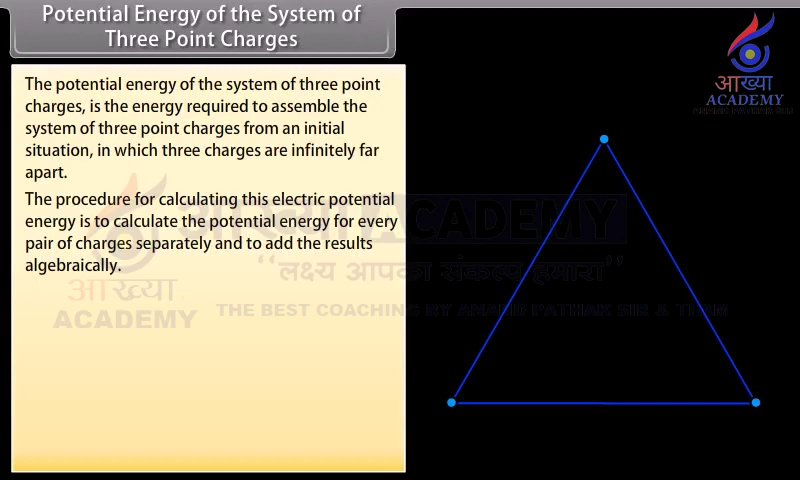 Potential Energy of the System of
Three Point Charges
The potential energy of the system of three point
charges, is the energy required to assemble the
system of three point charges from an initial
situation, in which three charges are infinitely far
apart.
The procedure for calculating this electric potential
energy is to calculate the potential energy for every
pair of charges separately and to add the results
algebraically.
आख्या
ACADEMY
आख्या ACADEMY
“लक्ष्य आपका संकल्प हमारा”
THE BEST COACHING BY ANAND PATHAK SIR & TEAM
आख्या
ACADEMY